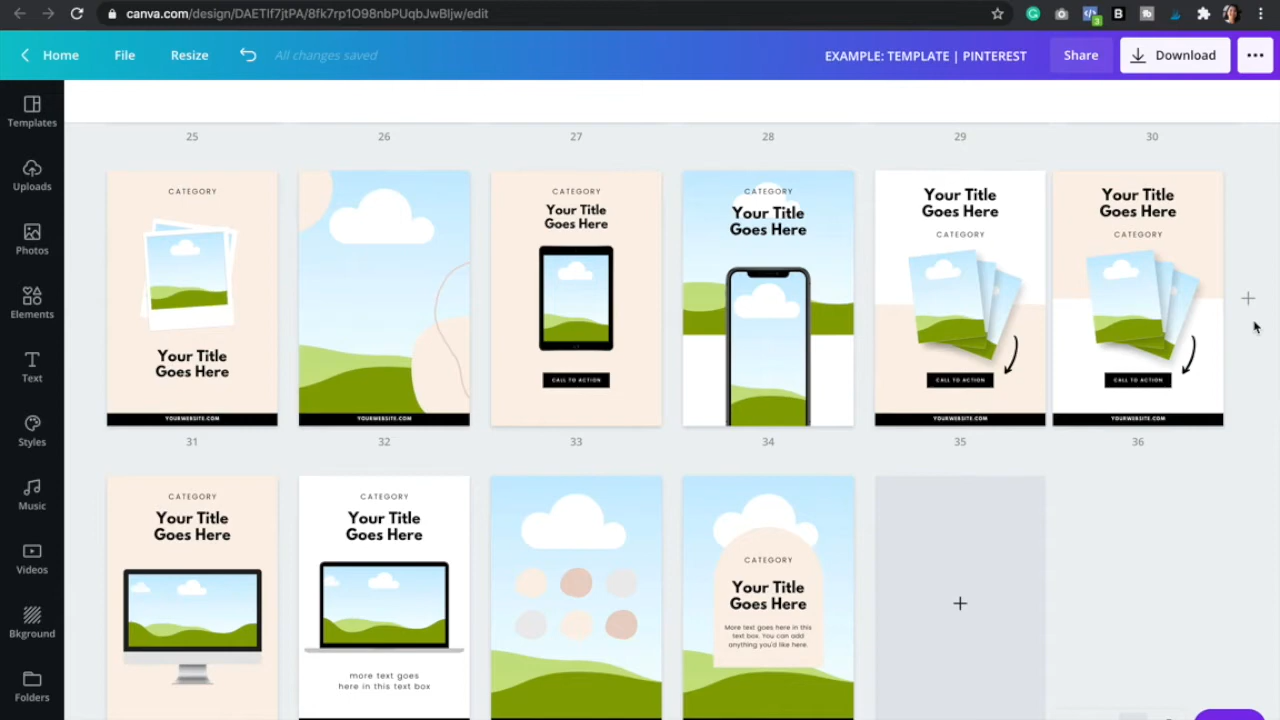 canva.com/design/DAETIf7jtPA/8fk7rp1O98nbPUqbJwBljw/edit
3
B
Home
File
Resize
All changes saved
EXAMPLE: TEMPLATE | PINTEREST
Share
Download
Templates
Uploads
Photos
Elements
Text
Styles
Music
Videos
Bkground
Folders
25
26
27
28
29
30
CATEGORY
Your Title
Goes Here
YOURWEBSITE.COM
YOURWEBSITE.COM
CATEGORY
Your Title
Goes Here
CALL TO ACTION
CATEGORY
Your Title
Goes Here
Your Title
Goes Here
CATEGORY
CALL TO ACTION
YOURWEBSITE.COM
Your Title
Goes Here
CATEGORY
CALL TO ACTION
YOURWEBSITE.COM
31
32
33
34
35
36
CATEGORY
Your Title
Goes Here
CATEGORY
Your Title
Goes Here
more text goes
here in this text box
CATEGORY
Your Title
Goes Here
More text goes here in this
text box. You can add
anything you'd like here.